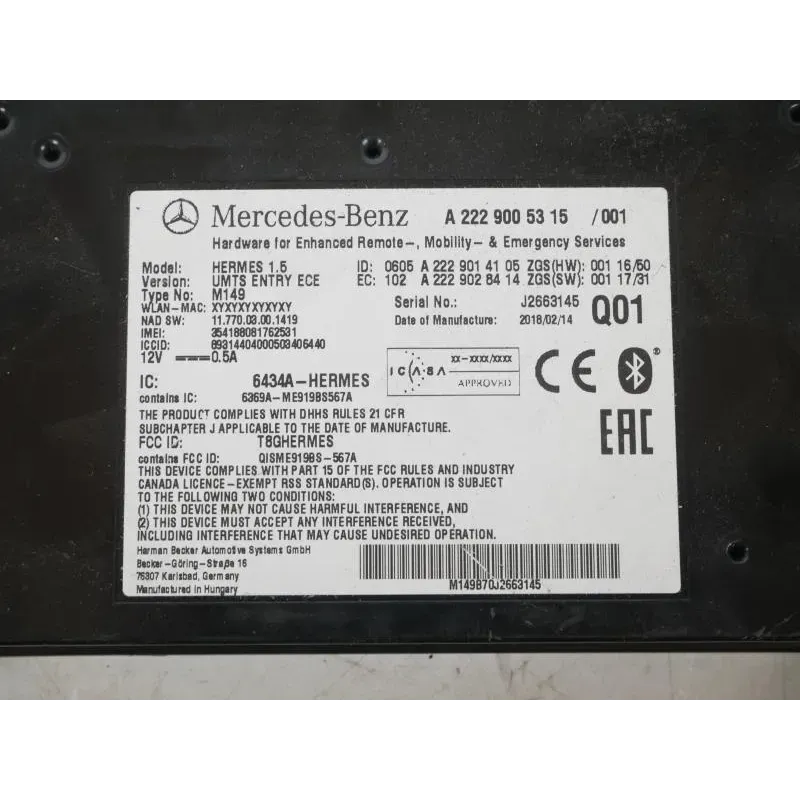 Mercedes-Benz A 222 900 53 15 /001
Hardware for Enhanced Remote-, Mobility- & Emergency Services
Model: HERMES 1.5 ID: 0605 A 222 901 41 05 ZGS(HW): 001 16/50
Version: UMTS ENTRY ECE EC: 102 A 222 902 84 14 ZGS(SW): 001 17/31
Type No: M149
WLAN-MAC: XYXYXYXYXYXY Serial No.: J2663145
NAD SW: 11.770.03.00.1419 Date of Manufacture: 2018/02/14 Q01
IMEI: 354188081762531
ICCID: 89314404000503406440
12V 0.5A
ICASA XX-XXXX/XXXX
APPROVED
CE
IC: 6434A-HERMES
contains IC: 6369A-ME919BS567A
THE PRODUCT COMPLIES WITH DHHS RULES 21 CFR
SUBCHAPTER J APPLICABLE TO THE DATE OF MANUFACTURE.
EAC
FCC ID: T8GHERMES
contains FCC ID: QISME919BS-567A
THIS DEVICE COMPLIES WITH PART 15 OF THE FCC RULES AND INDUSTRY
CANADA LICENCE-EXEMPT RSS STANDARD(S). OPERATION IS SUBJECT
TO THE FOLLOWING TWO CONDITIONS:
(1) THIS DEVICE MAY NOT CAUSE HARMFUL INTERFERENCE, AND
(2) THIS DEVICE MUST ACCEPT ANY INTERFERENCE RECEIVED,
INCLUDING INTERFERENCE THAT MAY CAUSE UNDESIRED OPERATION.
Harman Becker Automotive Systems GmbH
Becker-Göring-Straße 16
76307 Karlsbad, Germany
Manufactured in Hungary
M149B70J2663145